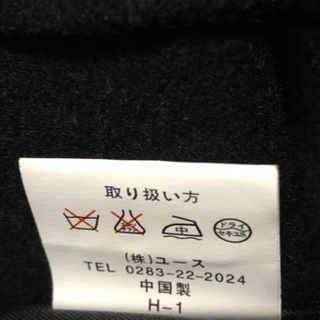 取り扱い方
中 ドライ セキユ系
(株)ユース
TEL 0283-22-2024
中国製
H-1